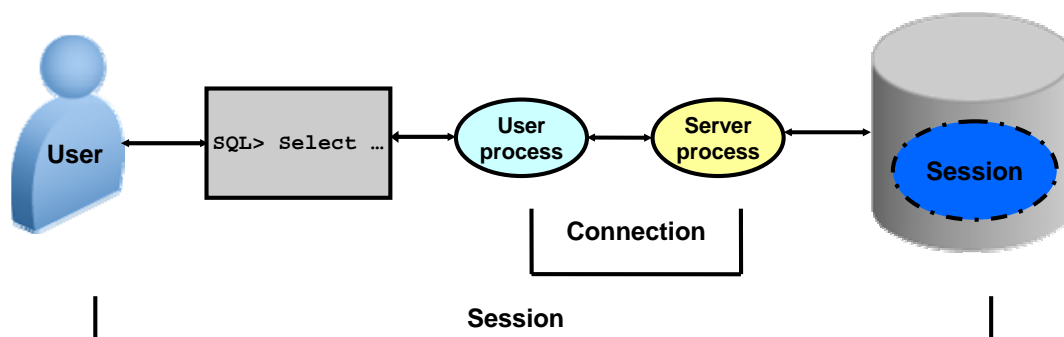 User
SQL> Select …
User
process
Server
process
Session
Connection
Session